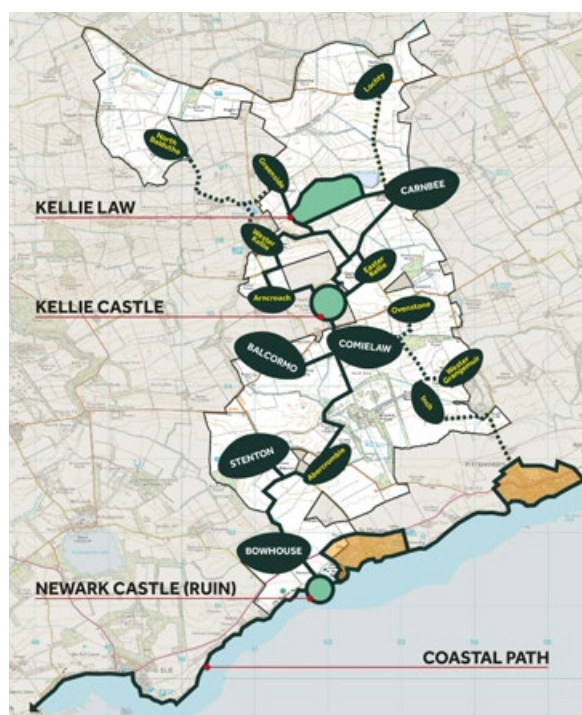 Lochty
North
Baldutho
Greenside
CARNBEE
KELLIE LAW
Wester
Kellie
Easter
Kellie
Arncroach
KELLIE CASTLE
Ovenstone
BALCORMO
COMIELAW
Wester
Grangemuir
Inch
STENTON
Abercrombie
BOWHOUSE
NEWARK CASTLE (RUIN)
COASTAL PATH